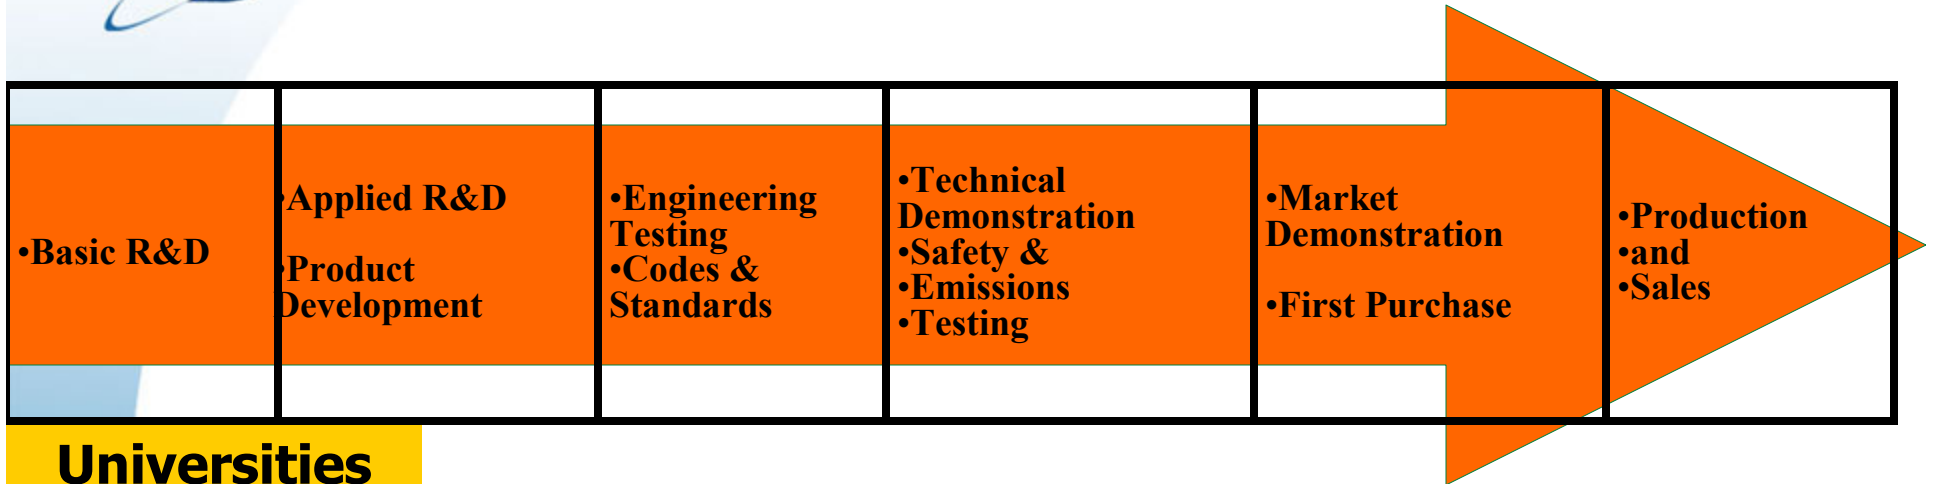 •Basic R&D
•Applied R&D
•Product
Development
•Engineering
Testing
•Codes &
Standards
•Technical
Demonstration
•Safety &
•Emissions
•Testing
•Market
Demonstration
•First Purchase
•Production
•and
•Sales
Universities